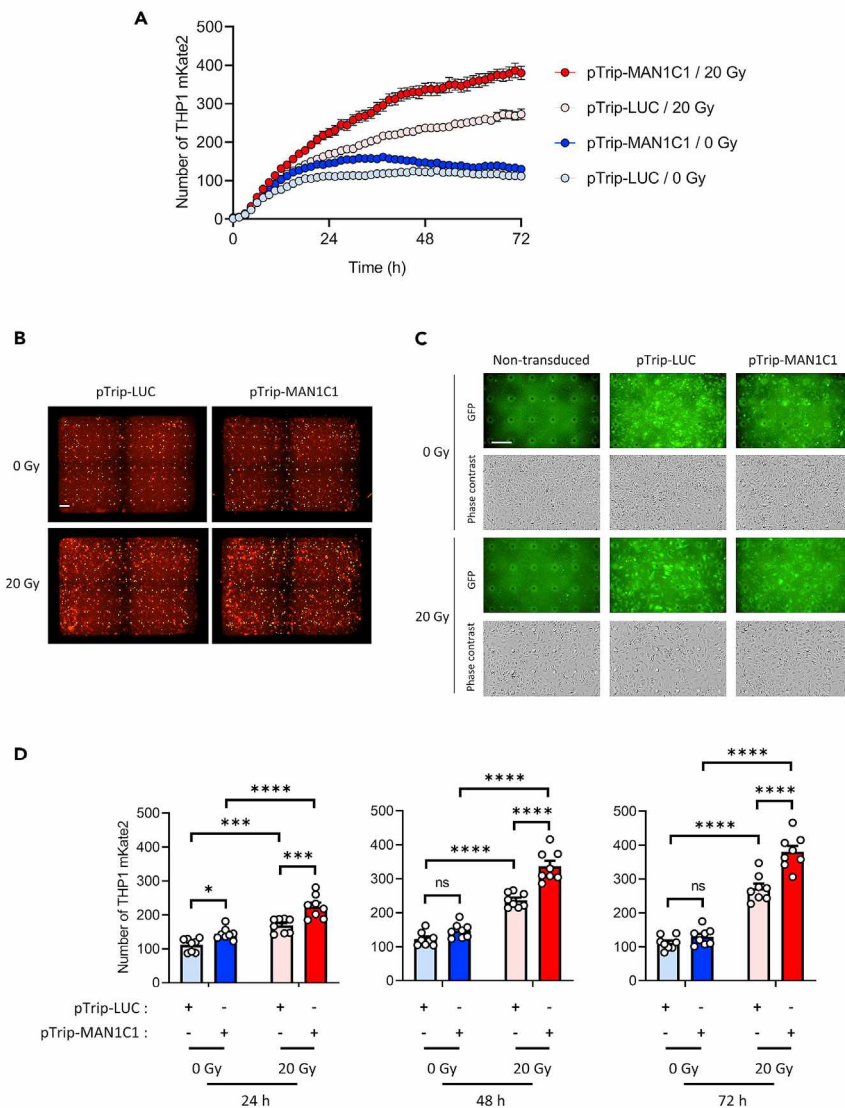 A
Number of THP1 mKate2
500
400
300
200
100
0
0 24 48 72
Time (h)
pTrip-MAN1C1 / 20 Gy
pTrip-LUC / 20 Gy
pTrip-MAN1C1 / 0 Gy
pTrip-LUC / 0 Gy
B
pTrip-LUC pTrip-MAN1C1
0 Gy
20 Gy
C
Non-transduced pTrip-LUC pTrip-MAN1C1
0 Gy
GFP
Phase contrast
20 Gy
GFP
Phase contrast
D
Number of THP1 mKate2
500
400
300
200
100
0
****
***
***
*
500
400
300
200
100
0
****
****
****
ns
500
400
300
200
100
0
****
****
****
ns
pTrip-LUC : + - + - + - + - + - + -
pTrip-MAN1C1 : - + - + - + - + - + - +
0 Gy 20 Gy 0 Gy 20 Gy 0 Gy 20 Gy
24 h 48 h 72 h